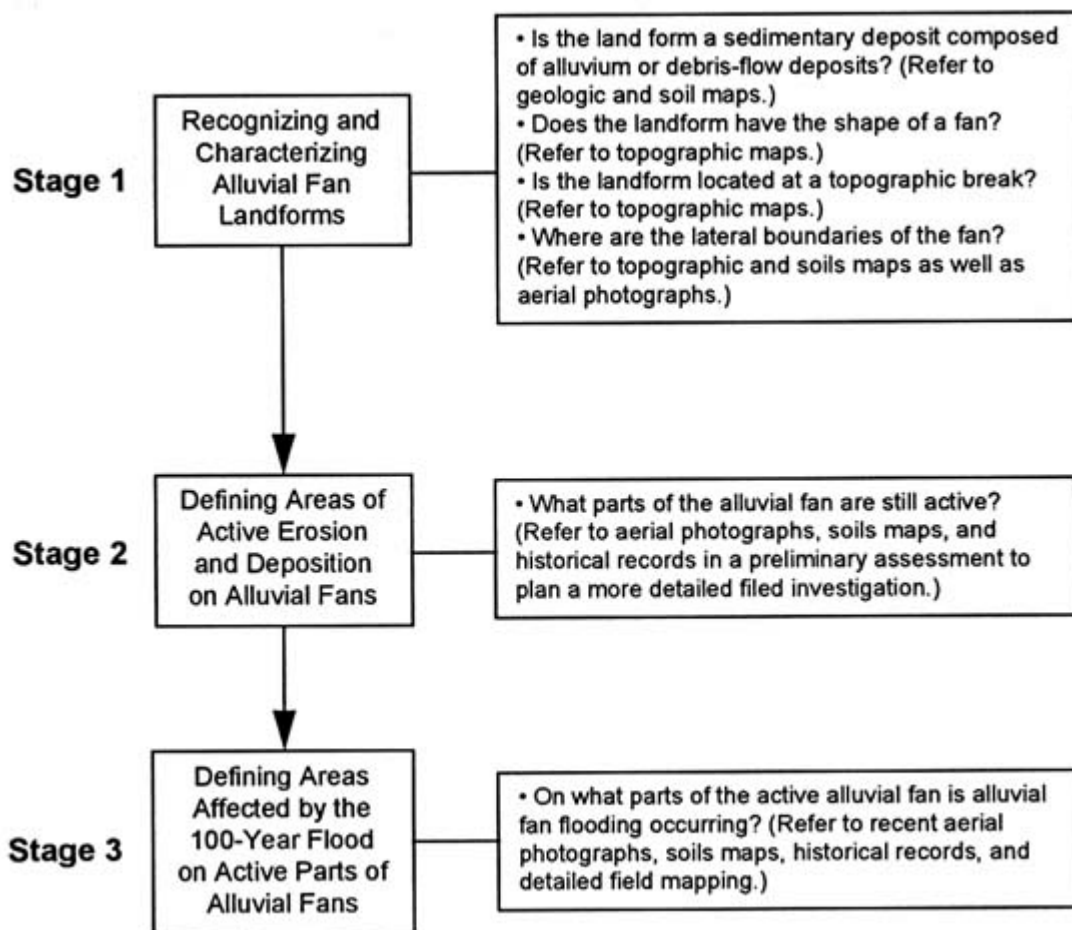 Stage 1
Recognizing and
Characterizing
Alluvial Fan
Landforms
• Is the land form a sedimentary deposit composed
of alluvium or debris-flow deposits? (Refer to
geologic and soil maps.)
• Does the landform have the shape of a fan?
(Refer to topographic maps.)
• Is the landform located at a topographic break?
(Refer to topographic maps.)
• Where are the lateral boundaries of the fan?
(Refer to topographic and soils maps as well as
aerial photographs.)
Stage 2
Defining Areas of
Active Erosion
and Deposition
on Alluvial Fans
• What parts of the alluvial fan are still active?
(Refer to aerial photographs, soils maps, and
historical records in a preliminary assessment to
plan a more detailed filed investigation.)
Stage 3
Defining Areas
Affected by the
100-Year Flood
on Active Parts of
Alluvial Fans
• On what parts of the active alluvial fan is alluvial
fan flooding occurring? (Refer to recent aerial
photographs, soils maps, historical records, and
detailed field mapping.)